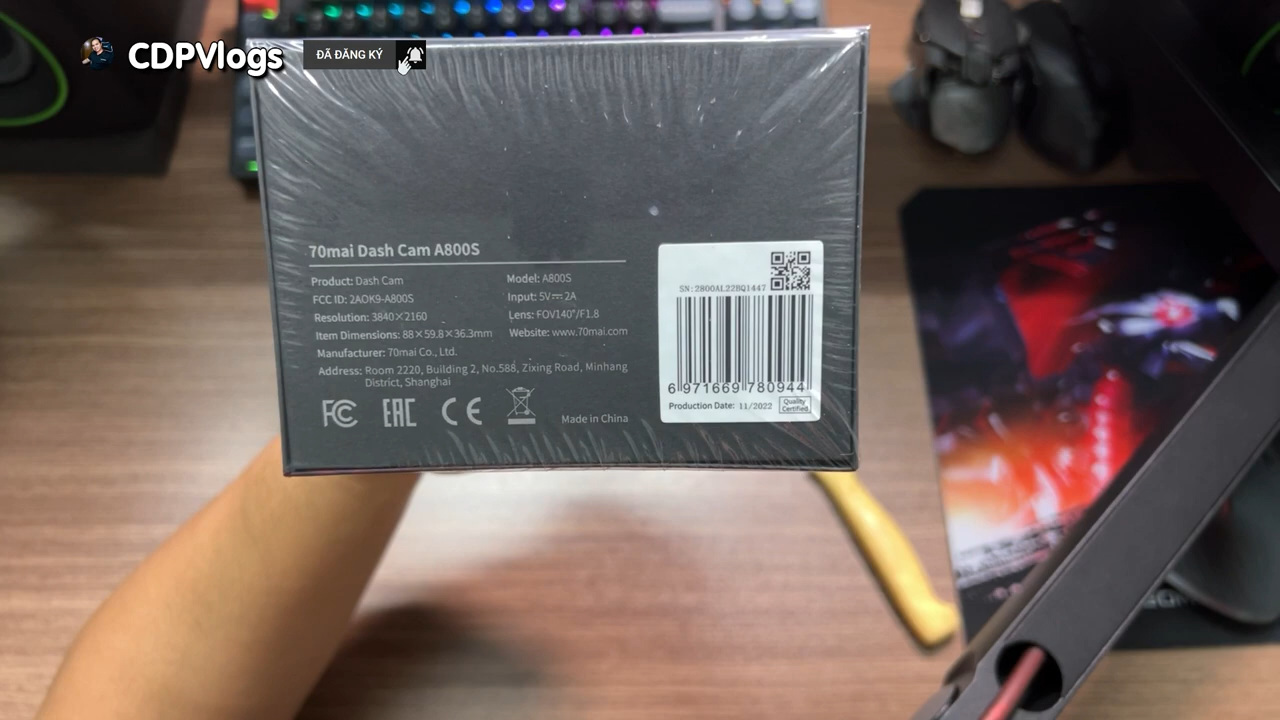 CDPVlogs
ĐÃ ĐĂNG KÝ
70mai Dash Cam A800S
Product: Dash Cam
Model: A800S
FCC ID: 2AOK9-A800S
Input: 5V⎓2A
Resolution: 3840×2160
Lens: FOV140°/F1.8
Item Dimensions: 88×59.8×36.3mm
Website: www.70mai.com
Manufacturer: 70mai Co., Ltd.
Address: Room 2220, Building 2, No.588, Zixing Road, Minhang
District, Shanghai
FC EAC CE
Made in China
SN:2800AL22BQ1447
6 971669 780944
Production Date: 11/2022
Quality
Certified